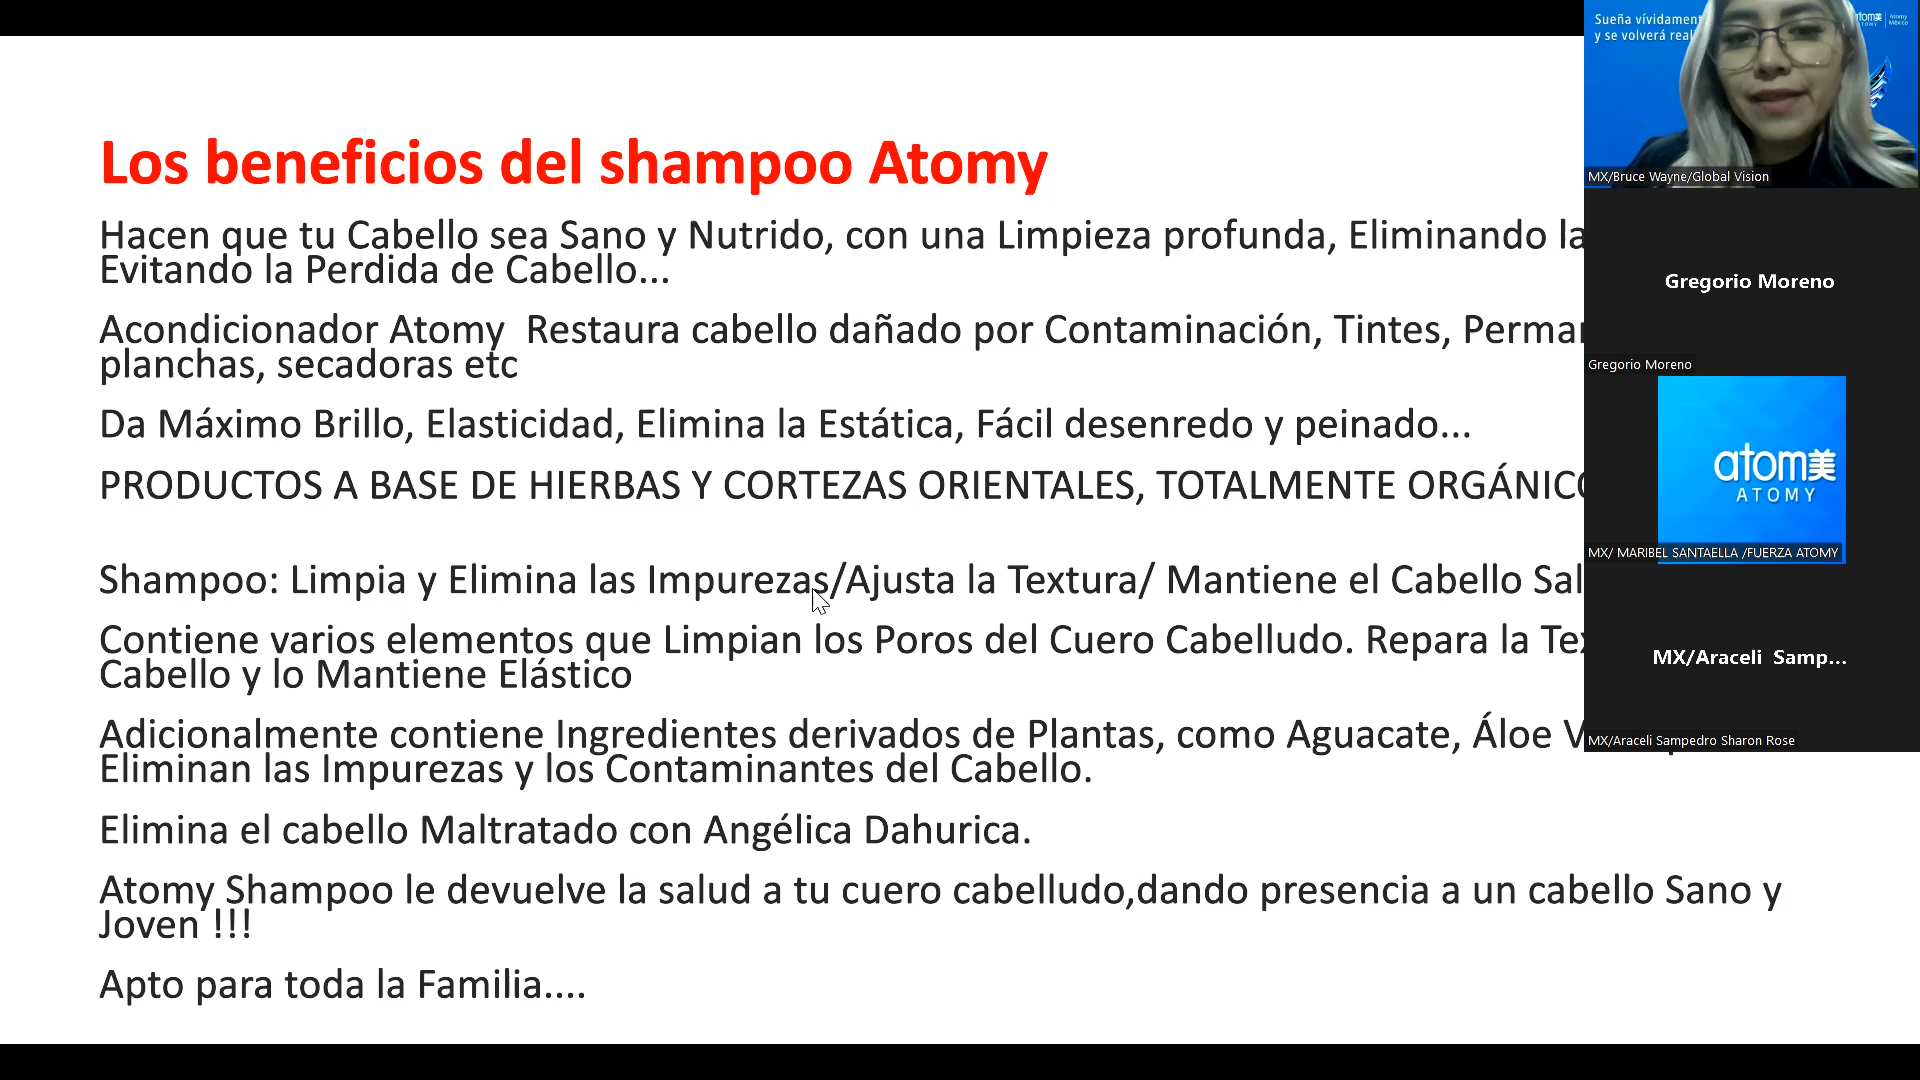 Los beneficios del shampoo Atomy
Hacen que tu Cabello sea Sano y Nutrido, con una Limpieza profunda, Eliminando la
Evitando la Perdida de Cabello...
Acondicionador Atomy  Restaura cabello dañado por Contaminación, Tintes,
planchas, secadoras etc
Da Máximo Brillo, Elasticidad, Elimina la Estática, Fácil desenredo y peinado...
PRODUCTOS A BASE DE HIERBAS Y CORTEZAS ORIENTALES, TOTALMENTE
Shampoo: Limpia y Elimina las Impurezas/Ajusta la Textura/ Mantiene el Cabello
Contiene varios elementos que Limpian los Poros del Cuero Cabelludo. Repara la
Cabello y lo Mantiene Elástico
Adicionalmente contiene Ingredientes derivados de Plantas, como Aguacate, Áloe
Eliminan las Impurezas y los Contaminantes del Cabello.
Elimina el cabello Maltratado con Angélica Dahurica.
Atomy Shampoo le devuelve la salud a tu cuero cabelludo,dando presencia a un cabello Sano y
Joven !!!
Apto para toda la Familia....
Sueña vívidament
y se volverá real
Atomy
México
MX/Bruce Wayne/Global Vision
Gregorio Moreno
Gregorio Moreno
atom美
ATOMY
MX/ MARIBEL SANTAELLA /FUERZA ATOMY
MX/Araceli  Samp...
MX/Araceli Sampedro Sharon Rose